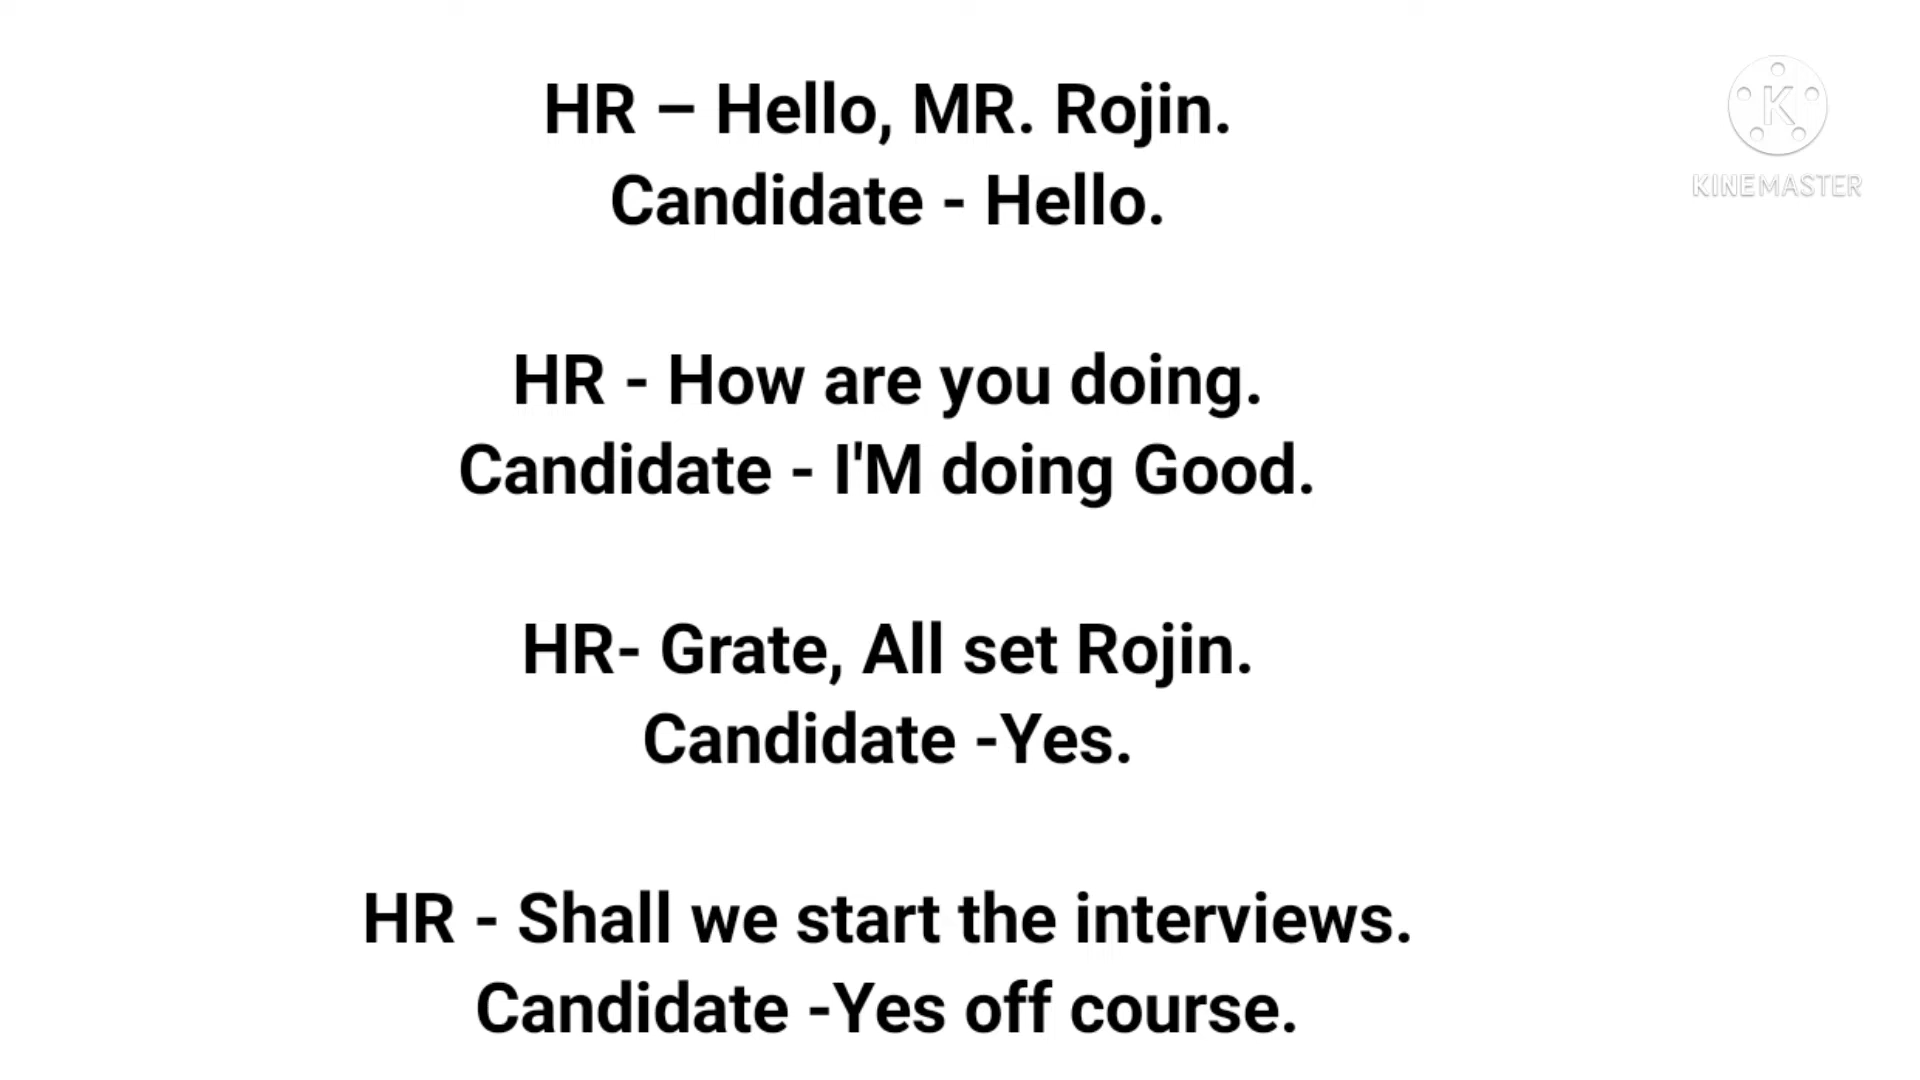 HR – Hello, MR. Rojin.
Candidate - Hello.
HR - How are you doing.
Candidate - I'M doing Good.
HR- Grate, All set Rojin.
Candidate -Yes.
HR - Shall we start the interviews.
Candidate -Yes off course.
K
KINEMASTER